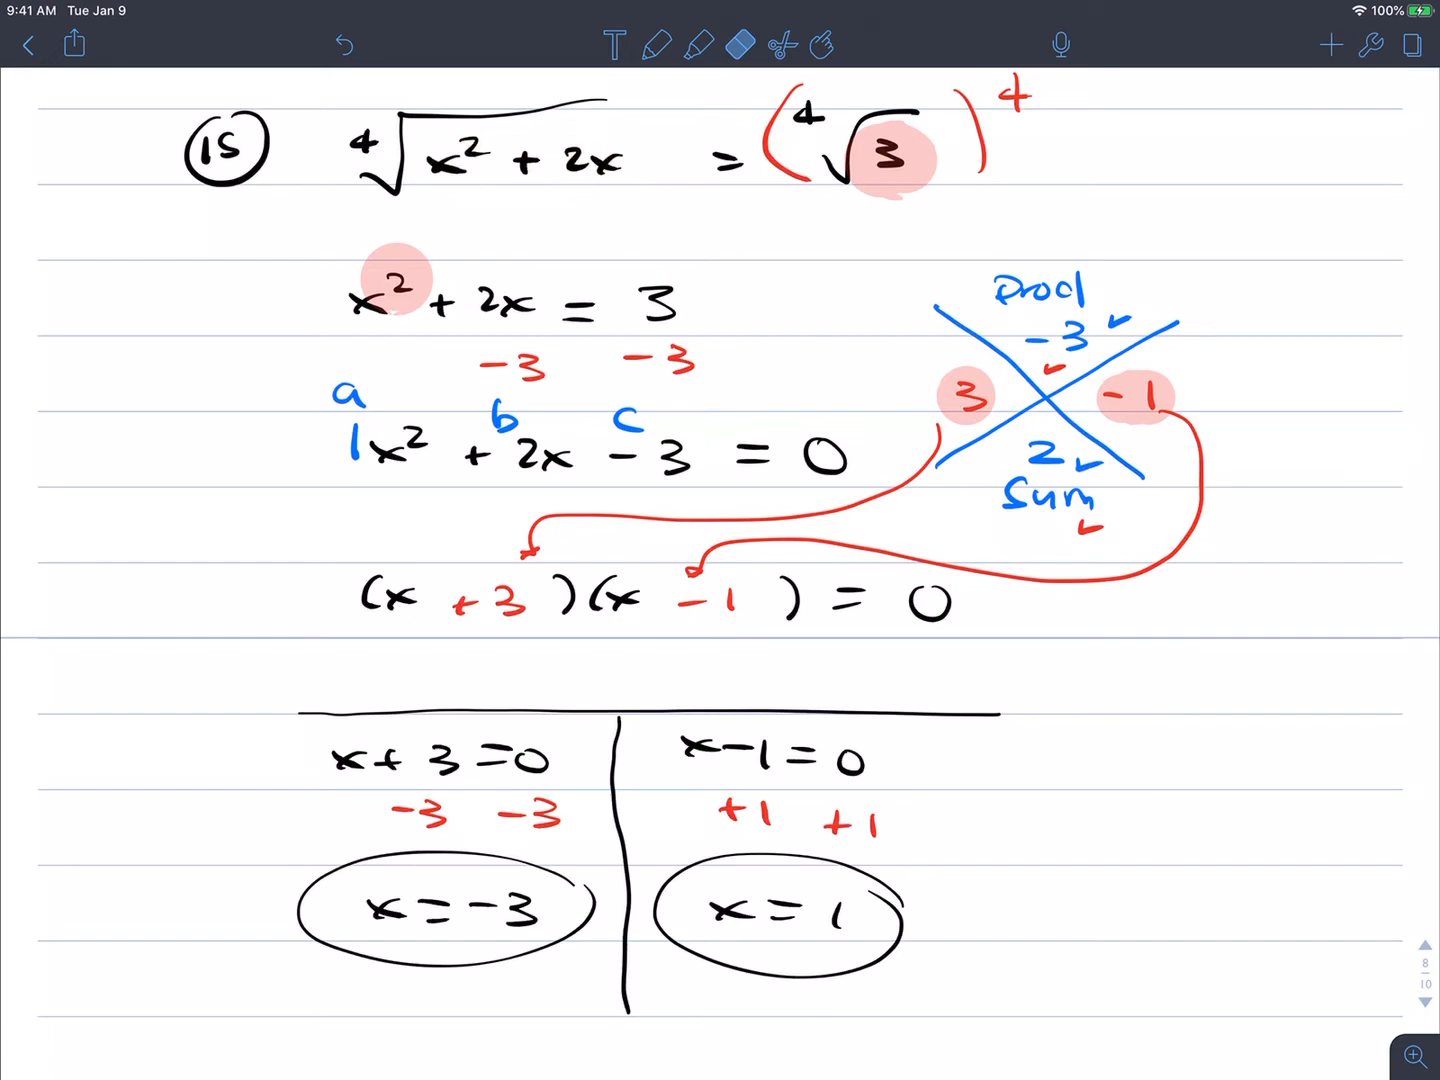 9:41 AM Tue Jan 9
100%
T
(15) ⁴√(x² + 2x) = (⁴√3)⁴
x² + 2x = 3
-3 -3
a b c
1x² + 2x - 3 = 0
Prod
-3 ✓
✓
3 -1
2 ✓
Sum
✓
(x +3)(x -1) = 0
x + 3 = 0
-3 -3
x = -3
x - 1 = 0
+1 +1
x = 1
8
10